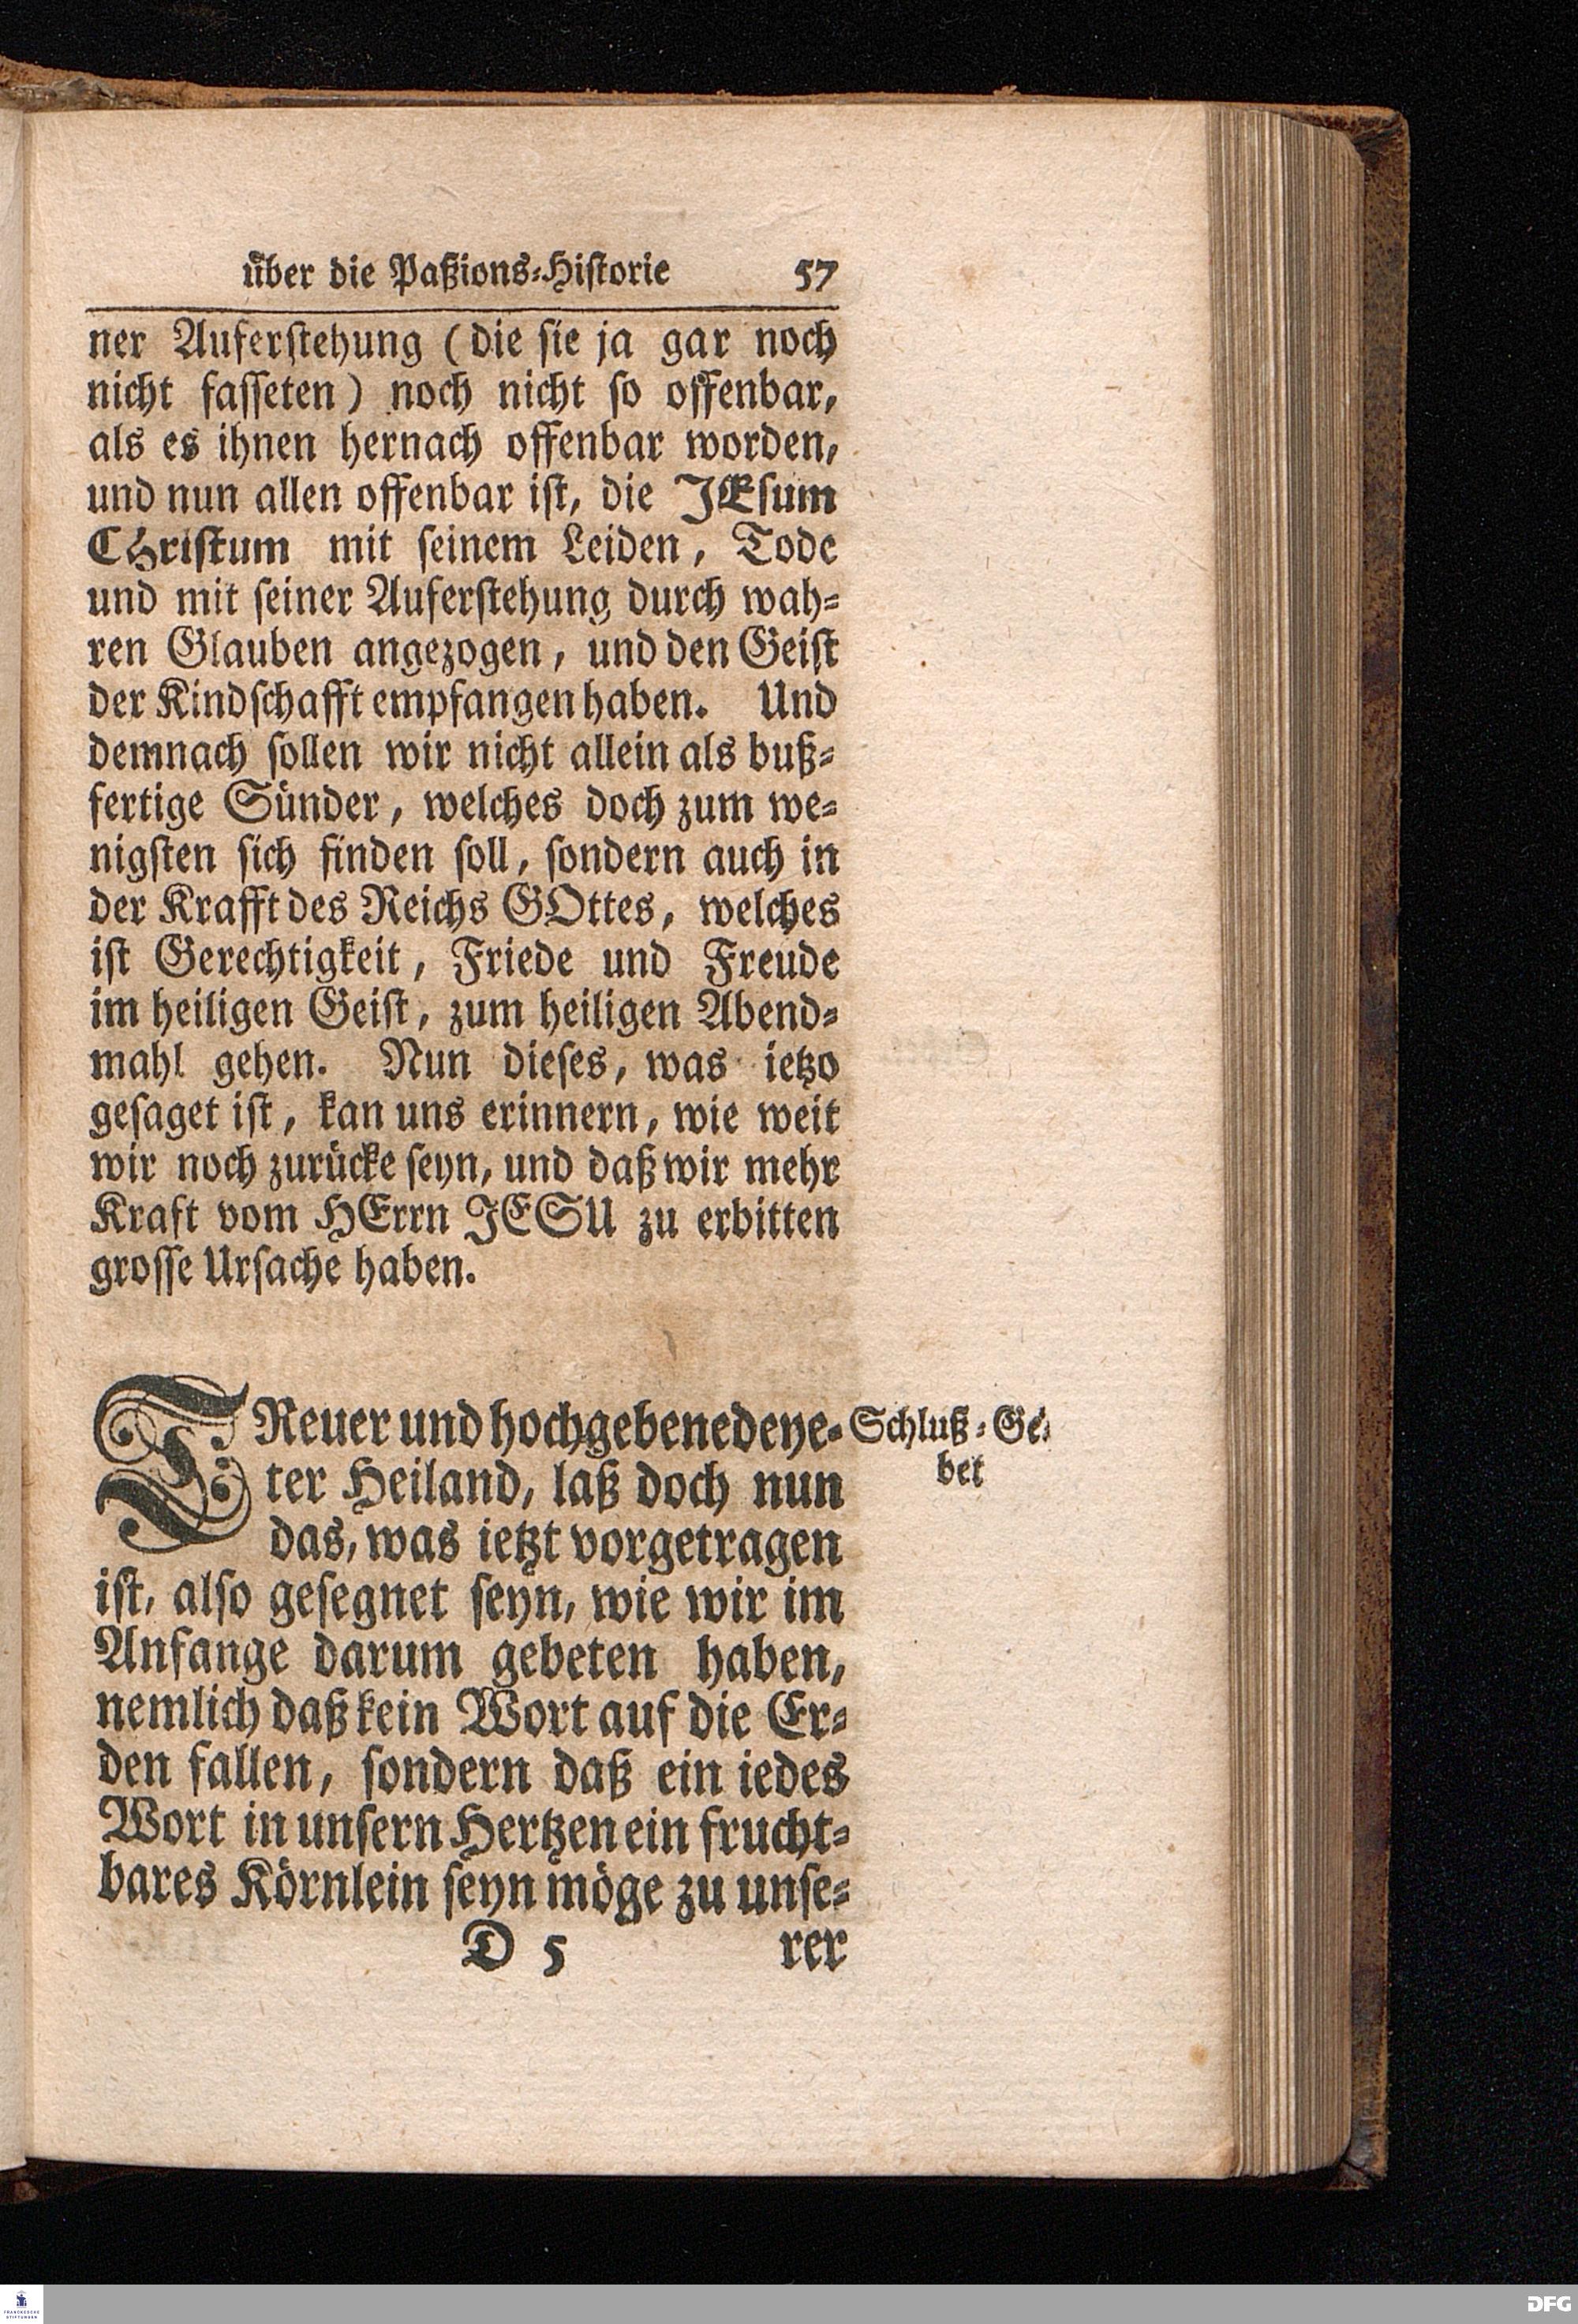 über die Paßions-Historie 57
ner Auferstehung (die sie ja gar noch
nicht fasseten) noch nicht so offenbar,
als es ihnen hernach offenbar worden,
und nun allen offenbar ist, die JEsum
CHristum mit seinem Leiden, Tode
und mit seiner Auferstehung durch wah-
ren Glauben angezogen, und den Geist
der Kindschafft empfangen haben. Und
demnach sollen wir nicht allein als buß-
fertige Sünder, welches doch zum we-
nigsten sich finden soll, sondern auch in
der Krafft des Reichs GOttes, welches
ist Gerechtigkeit, Friede und Freude
im heiligen Geist, zum heiligen Abend-
mahl gehen. Nun dieses, was ietzo
gesaget ist, kan uns erinnern, wie weit
wir noch zurücke seyn, und daß wir mehr
Kraft vom HErrn JESU zu erbitten
grosse Ursache haben.
TReuer und hochgebenedeye-
ter Heiland, laß doch nun
das, was ietzt vorgetragen
ist, also gesegnet seyn, wie wir im
Anfange darum gebeten haben,
nemlich daß kein Wort auf die Er-
den fallen, sondern daß ein iedes
Wort in unsern Hertzen ein frucht-
bares Körnlein seyn möge zu unse-
D 5 rer
Schluß-Ge-
bet
FRANCKESCHE
STIFTUNGEN
DFG